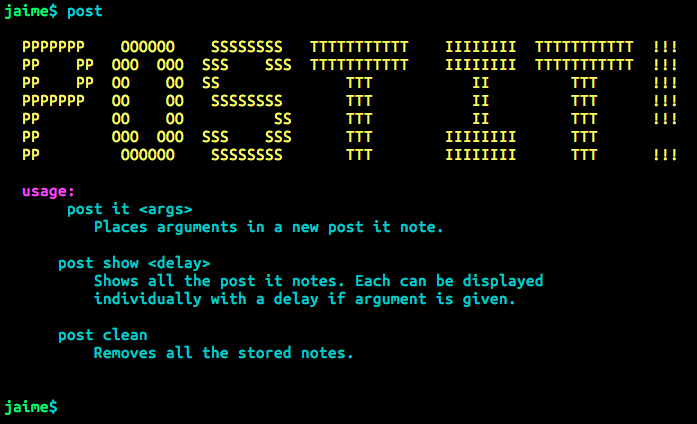 jaime$ post
PPPPPPP    OOOOOO    SSSSSSSS   TTTTTTTTTTT    IIIIIIII  TTTTTTTTTTT  !!!
PP    PP  OOO  OOO  SSS    SSS  TTTTTTTTTTT    IIIIIIII  TTTTTTTTTTT  !!!
PP    PP  OO    OO  SS              TTT           II         TTT      !!!
PPPPPPP   OO    OO   SSSSSSSS       TTT           II         TTT      !!!
PP        OO    OO          SS      TTT           II         TTT      !!!
PP        OOO  OOO  SSS    SSS      TTT        IIIIIIII      TTT
PP         OOOOOO    SSSSSSSS       TTT        IIIIIIII      TTT      !!!
usage:
post it <args>
Places arguments in a new post it note.
post show <delay>
Shows all the post it notes. Each can be displayed
individually with a delay if argument is given.
post clean
Removes all the stored notes.
jaime$